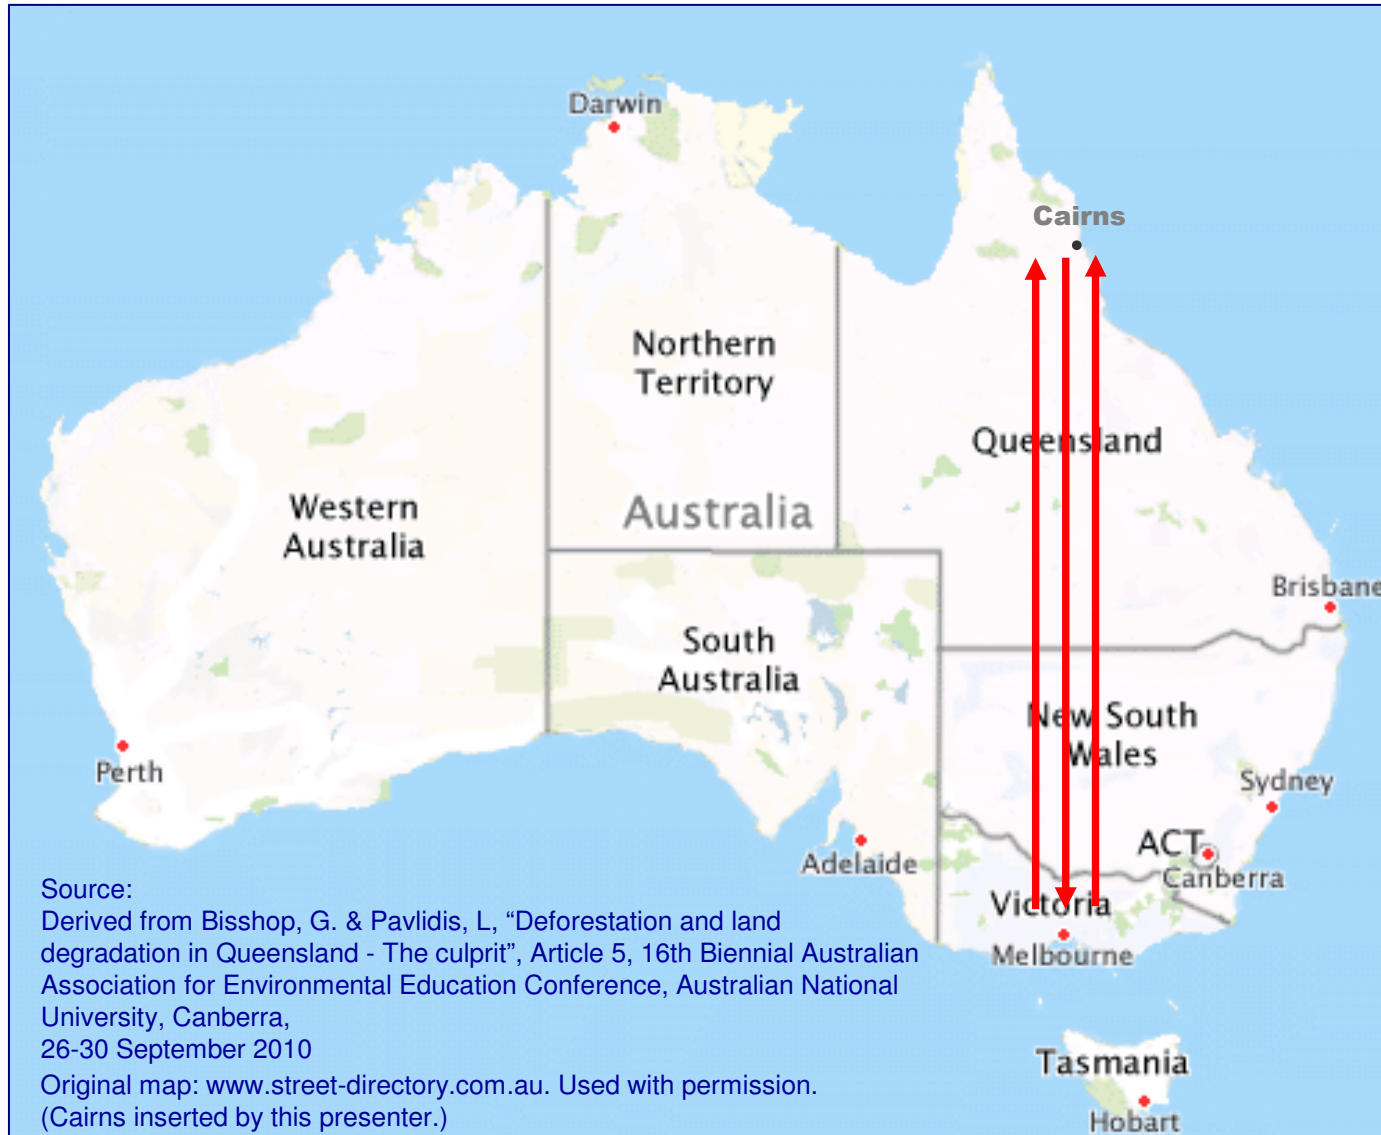 Darwin
Cairns
Northern
Territory
Queensland
Western
Australia
Australia
Brisbane
South
Australia
New South
Wales
Perth
Sydney
Adelaide
ACT
Canberra
Victoria
Melbourne
Source:
Derived from Bisshop, G. & Pavlidis, L, “Deforestation and land
degradation in Queensland - The culprit”, Article 5, 16th Biennial Australian
Association for Environmental Education Conference, Australian National
University, Canberra,
26-30 September 2010
Original map: www.street-directory.com.au. Used with permission.
(Cairns inserted by this presenter.)
Tasmania
Hobart